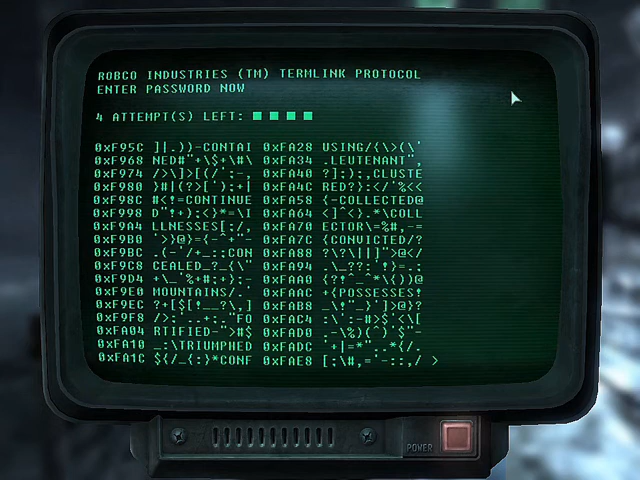 ROBCO INDUSTRIES (TM) TERMLINK PROTOCOL
ENTER PASSWORD NOW
4 ATTEMPT(S) LEFT:
0xF95C ]|.))-CONTAI 0xFA28 USING/{\>(\'
0xF968 NED#"+\$+\#\ 0xFA34 .LEUTENANT",
0xF974 /&gt;\]>[(/':-, 0xFA40 ?];):,CLUSTE
0xF980 }#|(?>['):+| 0xFA4C RED?}:</'%<<
0xF98C #<!=CONTINUE 0xFA58 {-COLLECTED@
0xF998 D"!+):<}*=\I 0xFA64 <]^<}.*\COLL
0xF9A4 LLNESSES[:/, 0xFA70 ECTOR=%#,-=
0xF9B0 '>}@}={-^+"- 0xFA7C {CONVICTED/?
0xF9BC .(-'/+_:;CON 0xFA88 ?\?\||]">@</
0xF9C8 CEALED_?_{\" 0xFA94 .\_??:'!}=.:
0xF9D4 +\_'%+#;+}:- 0xFAA0 {?!^_^*\{))@
0xF9E0 MOUNTAINS/.' 0xFAAC +{POSSESSES!
0xF9EC ?+[$[!__?\,] 0xFAB8 _\!"_}']>@}?
0xF9F8 /&gt;:'..+:."FO 0xFAC4 :\':-#>$'<\[
0xFA04 RTIFIED-">#$ 0xFAD0 .-\%)(^)'$"-
0xFA10 _:\TRIUMPHED 0xFADC '+|=*"..*{/.
0xFA1C ${/_{:}*CONF 0xFAE8 [;\#,='-::,/ >
POWER